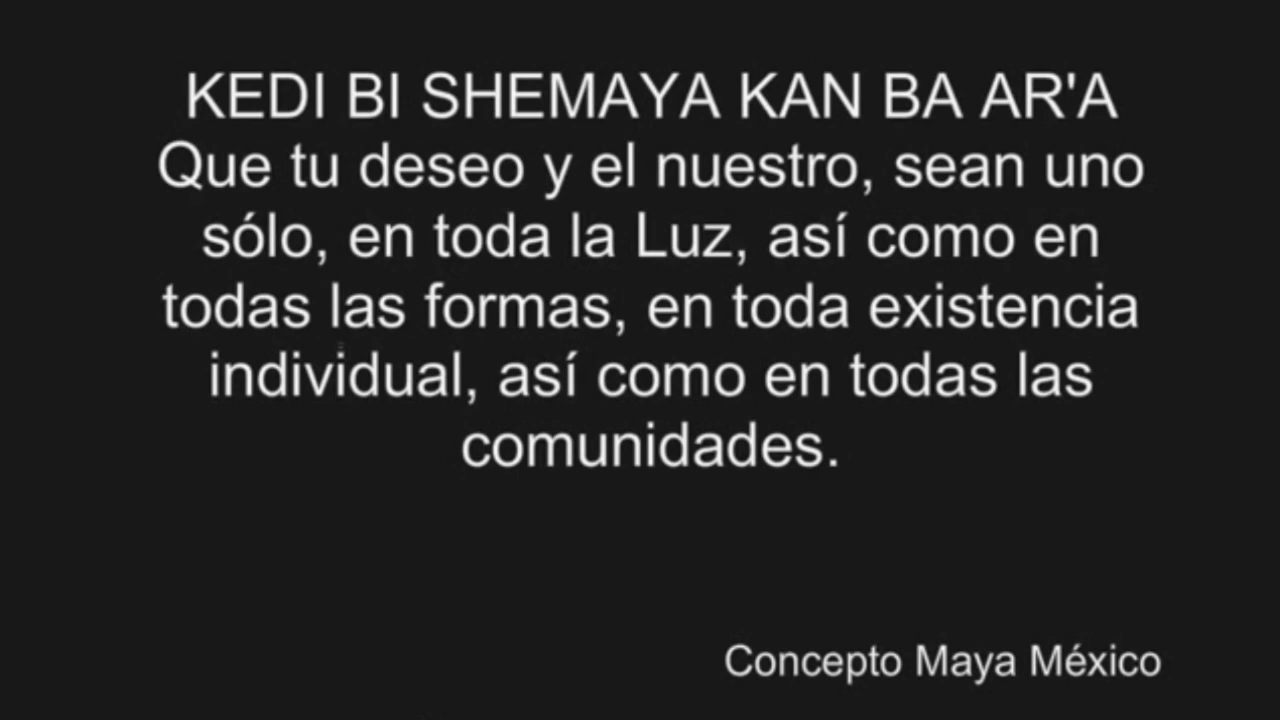 KEDI BI SHEMAYA KAN BA AR'A
Que tu deseo y el nuestro, sean uno
sólo, en toda la Luz, así como en
todas las formas, en toda existencia
individual, así como en todas las
comunidades.
Concepto Maya México